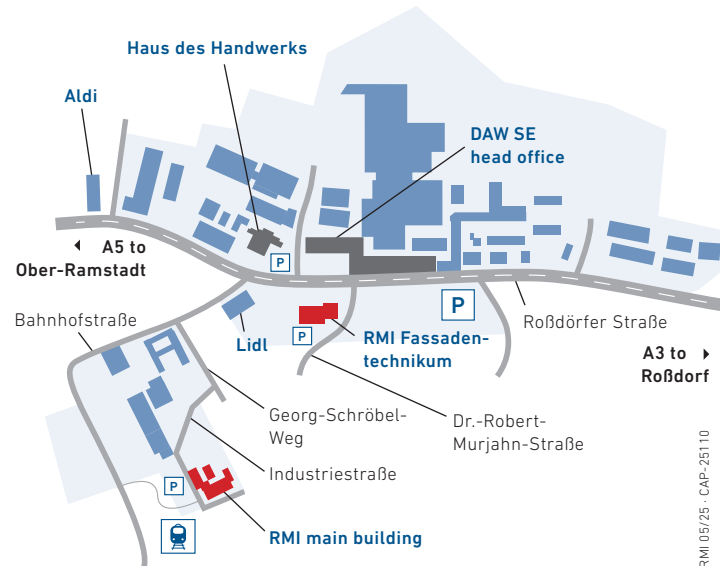 Haus des Handwerks
Aldi
DAW SE
head office
A5 to
Ober-Ramstadt
P
P
Bahnhofstraße
Lidl
P
RMI Fassaden-
technikum
Roßdörfer Straße
A3 to
Roßdorf
Georg-Schröbel-
Weg
Dr.-Robert-
Murjahn-Straße
Industriestraße
P
RMI main building
RMI 05/25 · CAP-25110